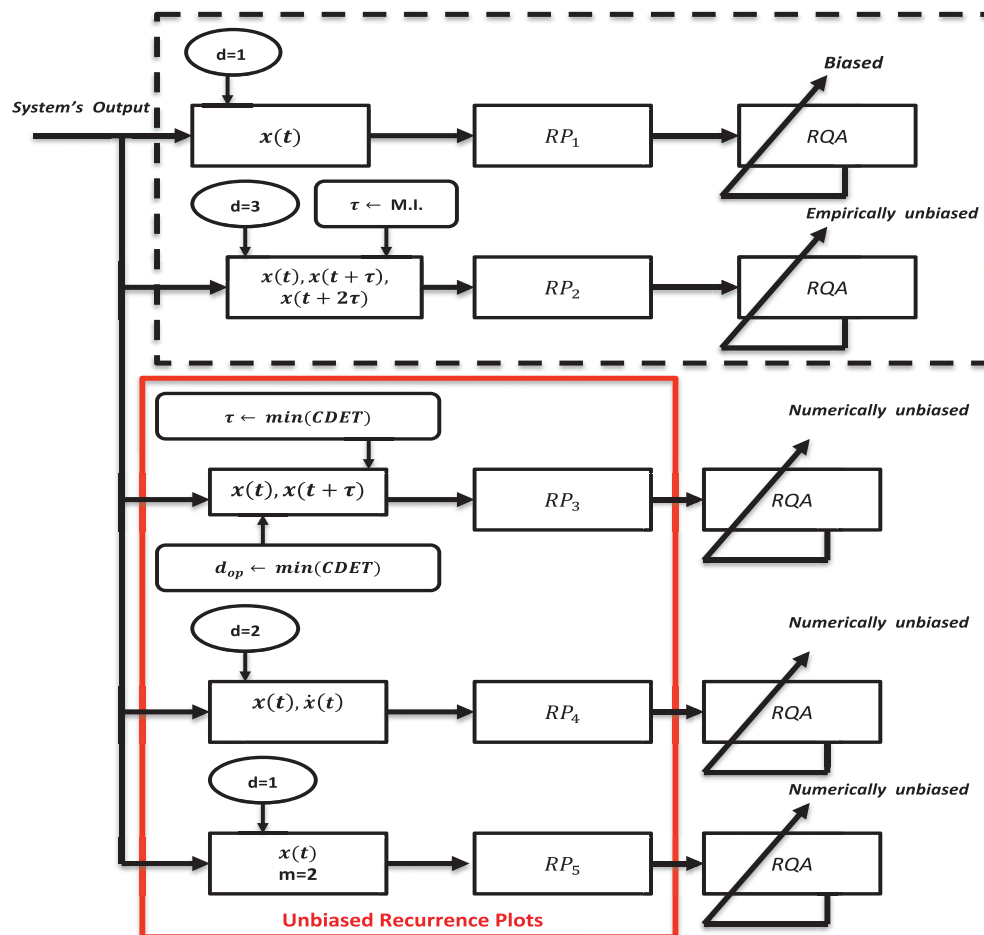 d=1
Biased
System's Output
x(t)
RP₁
RQA
d=3
τ ← M.I.
Empirically unbiased
x(t), x(t + τ),
x(t + 2τ)
RP₂
RQA
τ ← min(CDET)
Numerically unbiased
x(t), x(t + τ)
RP₃
RQA
d_op ← min(CDET)
d=2
Numerically unbiased
x(t), ẋ(t)
RP₄
RQA
d=1
Numerically unbiased
x(t)
m=2
RP₅
RQA
Unbiased Recurrence Plots